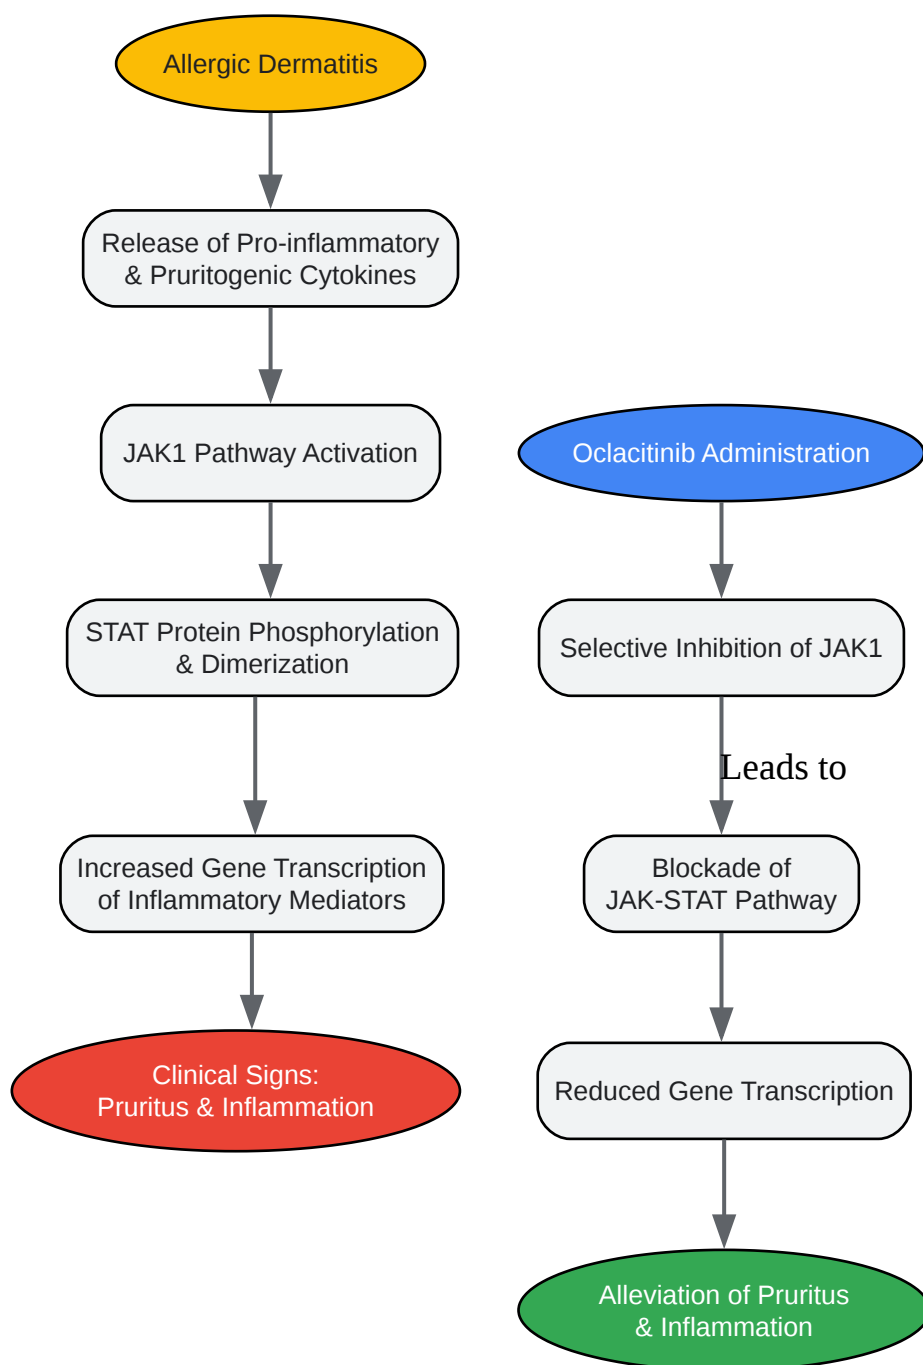 Allergic Dermatitis
Release of Pro-inflammatory
& Pruritogenic Cytokines
JAK1 Pathway Activation
STAT Protein Phosphorylation
& Dimerization
Increased Gene Transcription
of Inflammatory Mediators
Clinical Signs:
Pruritus & Inflammation
Oclacitinib Administration
Selective Inhibition of JAK1
Leads to
Blockade of
JAK-STAT Pathway
Reduced Gene Transcription
Alleviation of Pruritus
& Inflammation